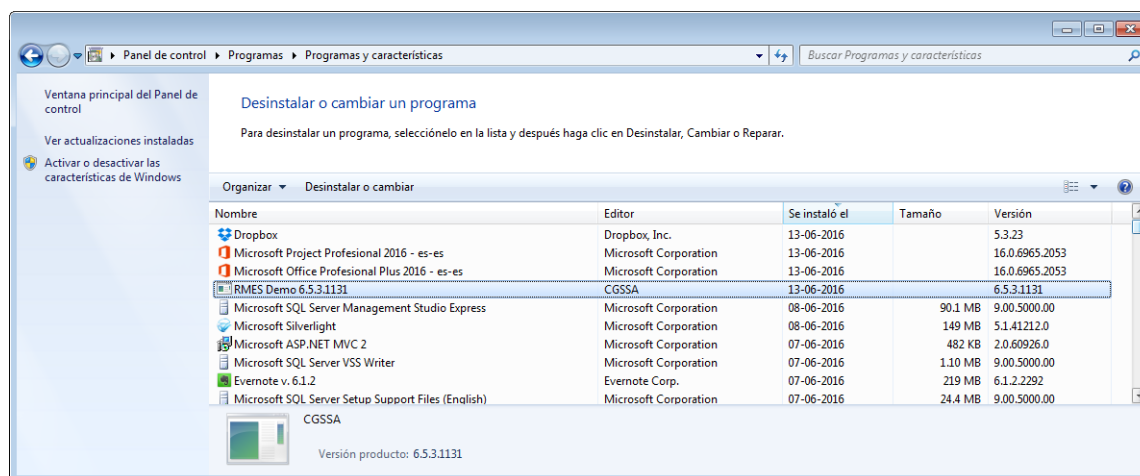 Panel de control Programas Programas y características
Buscar Programas y características
Ventana principal del Panel de
control
Ver actualizaciones instaladas
Activar o desactivar las
características de Windows
Desinstalar o cambiar un programa
Para desinstalar un programa, selecciónelo en la lista y después haga clic en Desinstalar, Cambiar o Reparar.
Organizar Desinstalar o cambiar
Nombre Editor Se instaló el Tamaño Versión
Dropbox Dropbox, Inc. 13-06-2016 5.3.23
Microsoft Project Profesional 2016 - es-es Microsoft Corporation 13-06-2016 16.0.6965.2053
Microsoft Office Profesional Plus 2016 - es-es Microsoft Corporation 13-06-2016 16.0.6965.2053
RMES Demo 6.5.3.1131 CGSSA 13-06-2016 6.5.3.1131
Microsoft SQL Server Management Studio Express Microsoft Corporation 08-06-2016 90.1 MB 9.00.5000.00
Microsoft Silverlight Microsoft Corporation 08-06-2016 149 MB 5.1.41212.0
Microsoft ASP.NET MVC 2 Microsoft Corporation 07-06-2016 482 KB 2.0.60926.0
Microsoft SQL Server VSS Writer Microsoft Corporation 07-06-2016 1.10 MB 9.00.5000.00
Evernote v. 6.1.2 Evernote Corp. 07-06-2016 219 MB 6.1.2.2292
Microsoft SQL Server Setup Support Files (English) Microsoft Corporation 07-06-2016 24.4 MB 9.00.5000.00
CGSSA
Versión producto: 6.5.3.1131